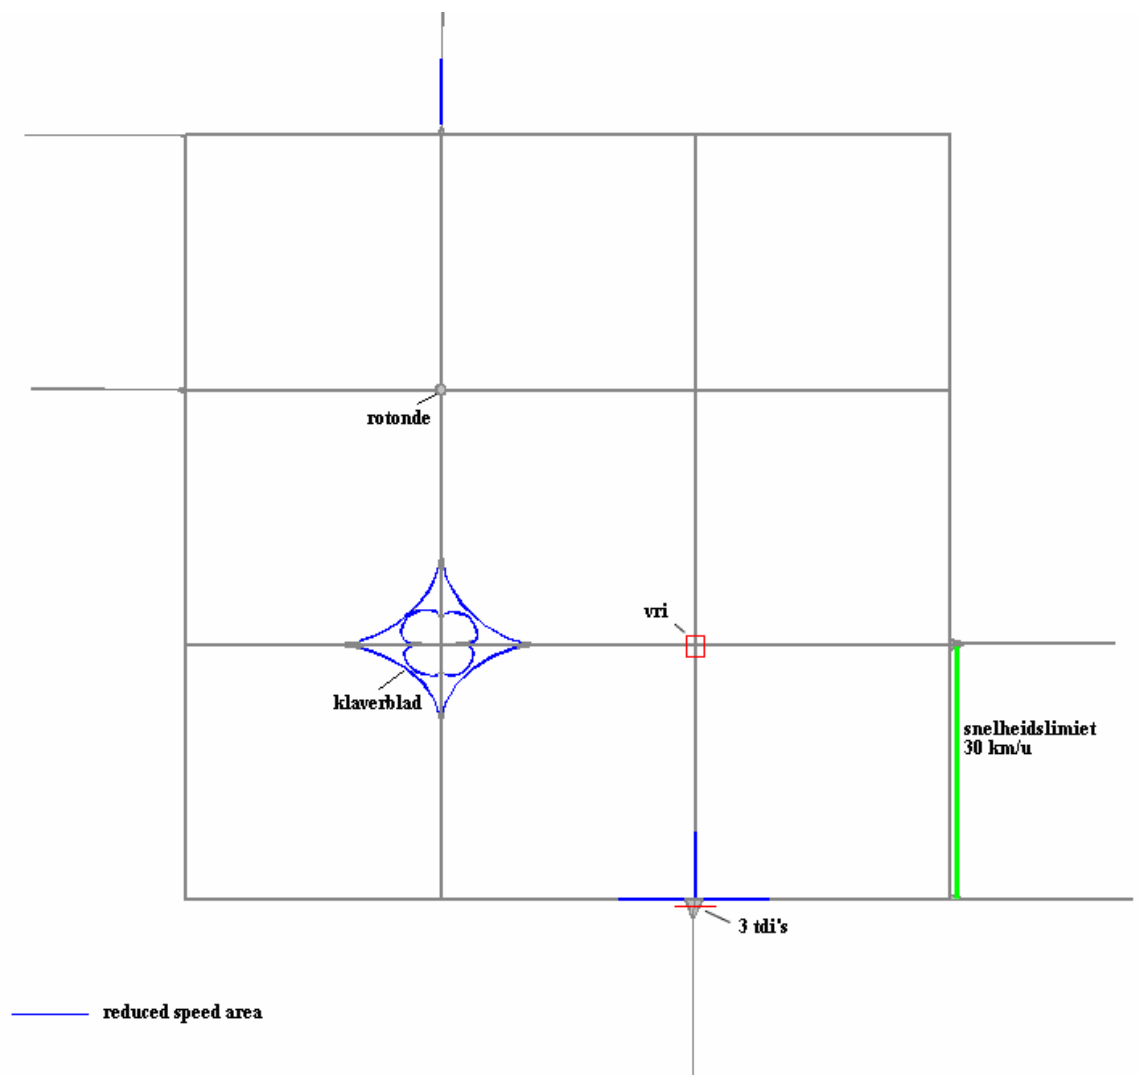 rotonde
vri
klaverblad
snelheidslimiet
30 km/u
3 tdi's
reduced speed area